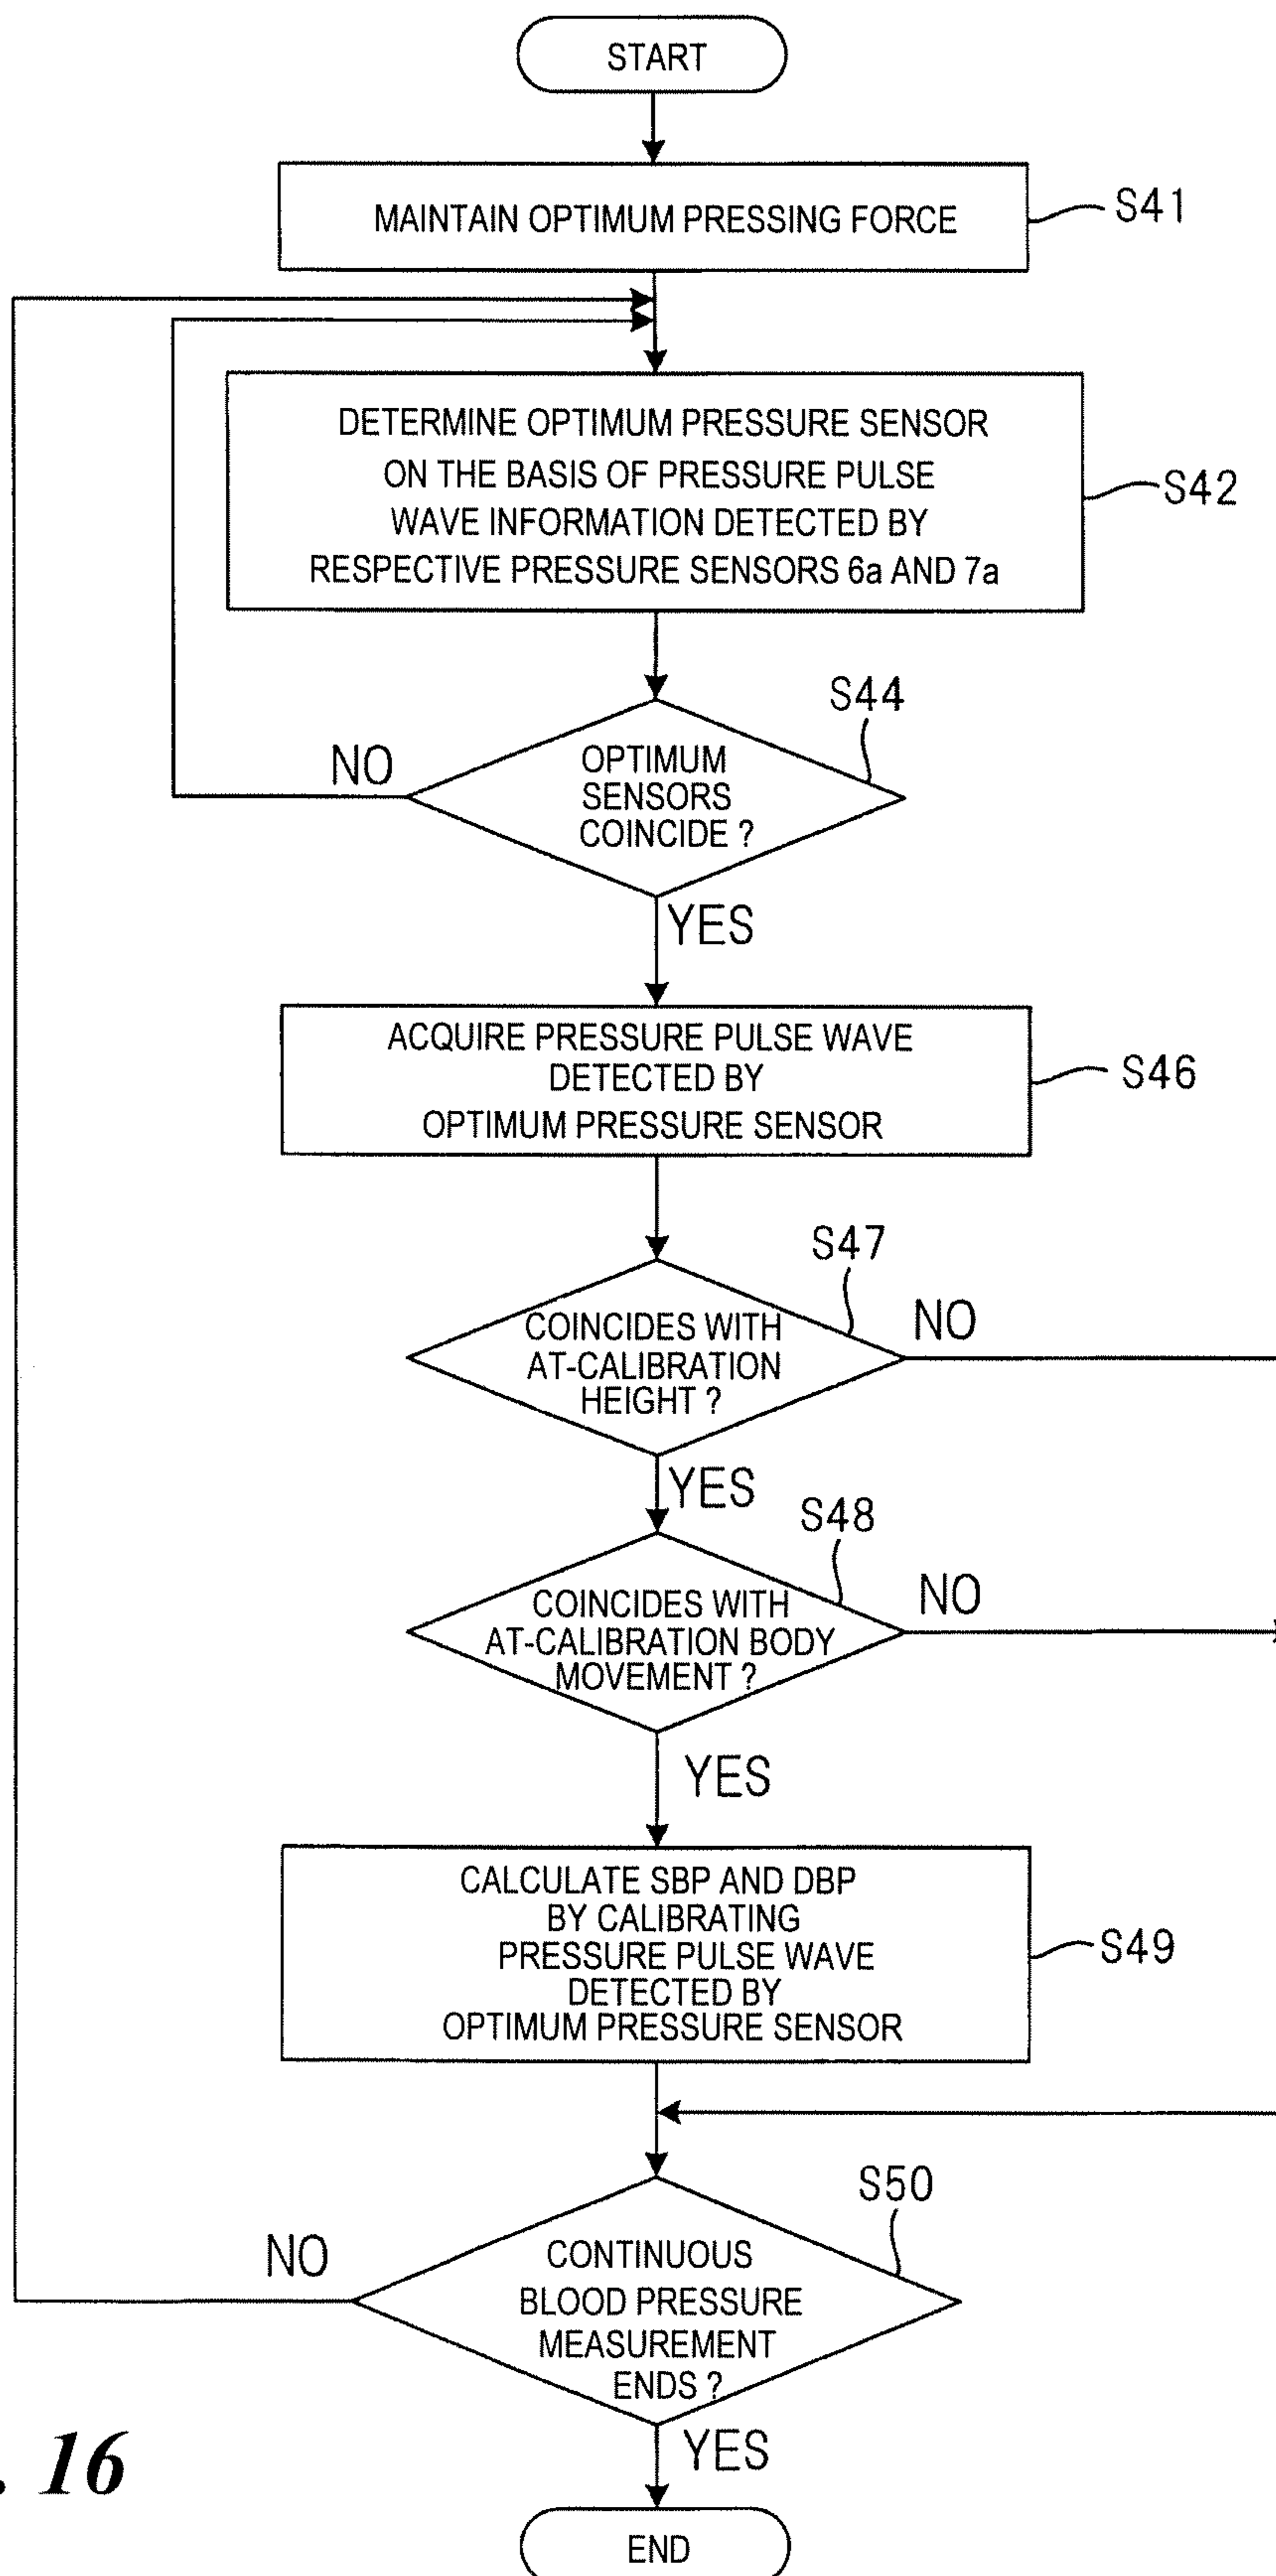 START
MAINTAIN OPTIMUM PRESSING FORCE
S41
DETERMINE OPTIMUM PRESSURE SENSOR
ON THE BASIS OF PRESSURE PULSE
WAVE INFORMATION DETECTED BY
RESPECTIVE PRESSURE SENSORS 6a AND 7a
S42
S44
NO
OPTIMUM
SENSORS
COINCIDE ?
YES
ACQUIRE PRESSURE PULSE WAVE
DETECTED BY
OPTIMUM PRESSURE SENSOR
S46
S47
NO
COINCIDES WITH
AT-CALIBRATION
HEIGHT ?
YES
S48
NO
COINCIDES WITH
AT-CALIBRATION BODY
MOVEMENT ?
YES
CALCULATE SBP AND DBP
BY CALIBRATING
PRESSURE PULSE WAVE
DETECTED BY
OPTIMUM PRESSURE SENSOR
S49
S50
NO
CONTINUOUS
BLOOD PRESSURE
MEASUREMENT
ENDS ?
YES
. 16
END